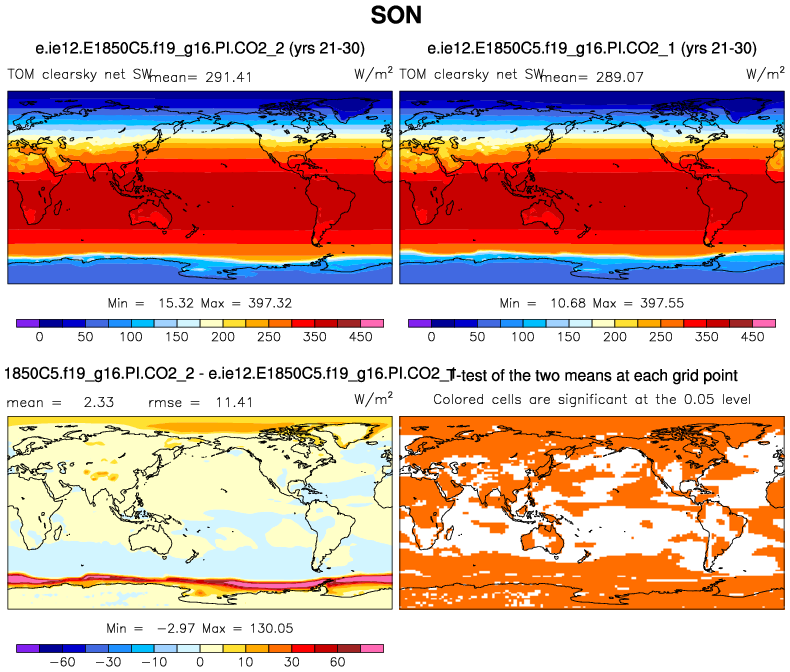 SON
e.ie12.E1850C5.f19_g16.PI.CO2_2 (yrs 21-30)
TOM clearsky net SW mean= 291.41 W/m²
Min = 15.32 Max = 397.32
0 50 100 150 200 250 300 350 450
e.ie12.E1850C5.f19_g16.PI.CO2_1 (yrs 21-30)
TOM clearsky net SW mean= 289.07 W/m²
Min = 10.68 Max = 397.55
0 50 100 150 200 250 300 350 450
1850C5.f19_g16.PI.CO2_2 - e.ie12.E1850C5.f19_g16.PI.CO2_1
mean = 2.33 rmse = 11.41 W/m²
Min = -2.97 Max = 130.05
-60 -30 -10 0 10 30 60
T-test of the two means at each grid point
Colored cells are significant at the 0.05 level